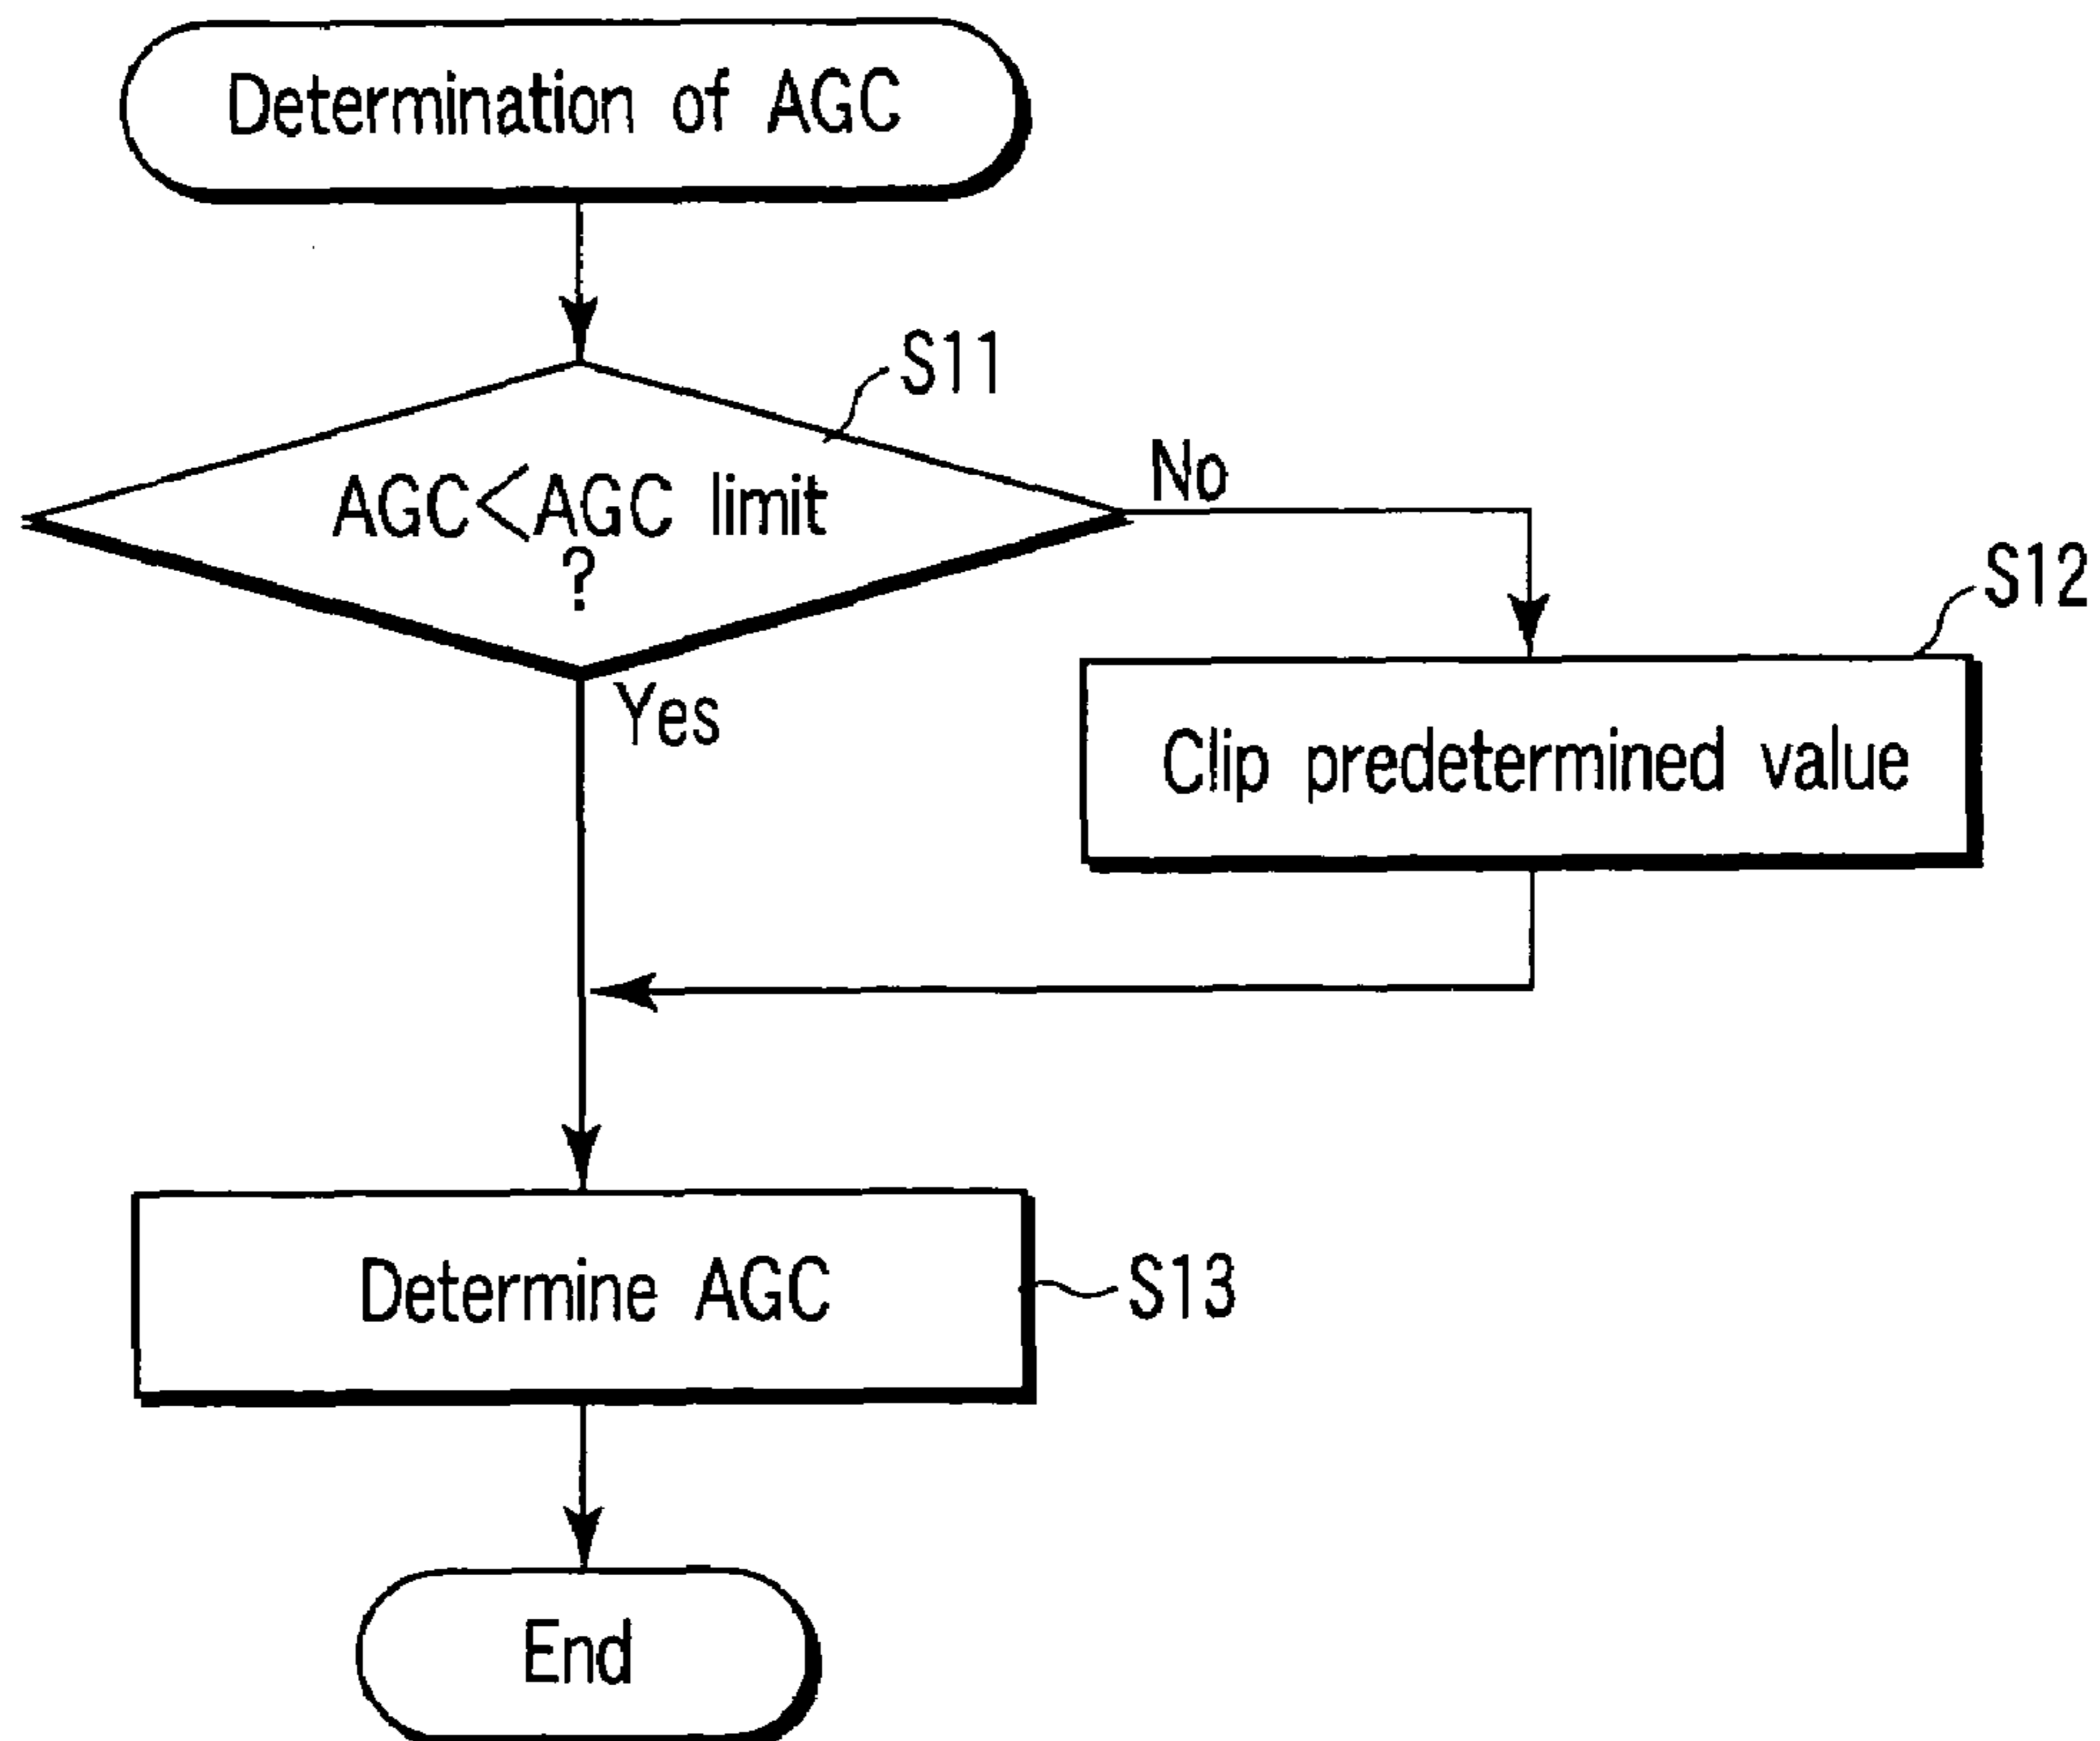 Determination of AGC
S11
AGC<AGC limit
?
No
Yes
S12
Clip predetermined value
Determine AGC
S13
End